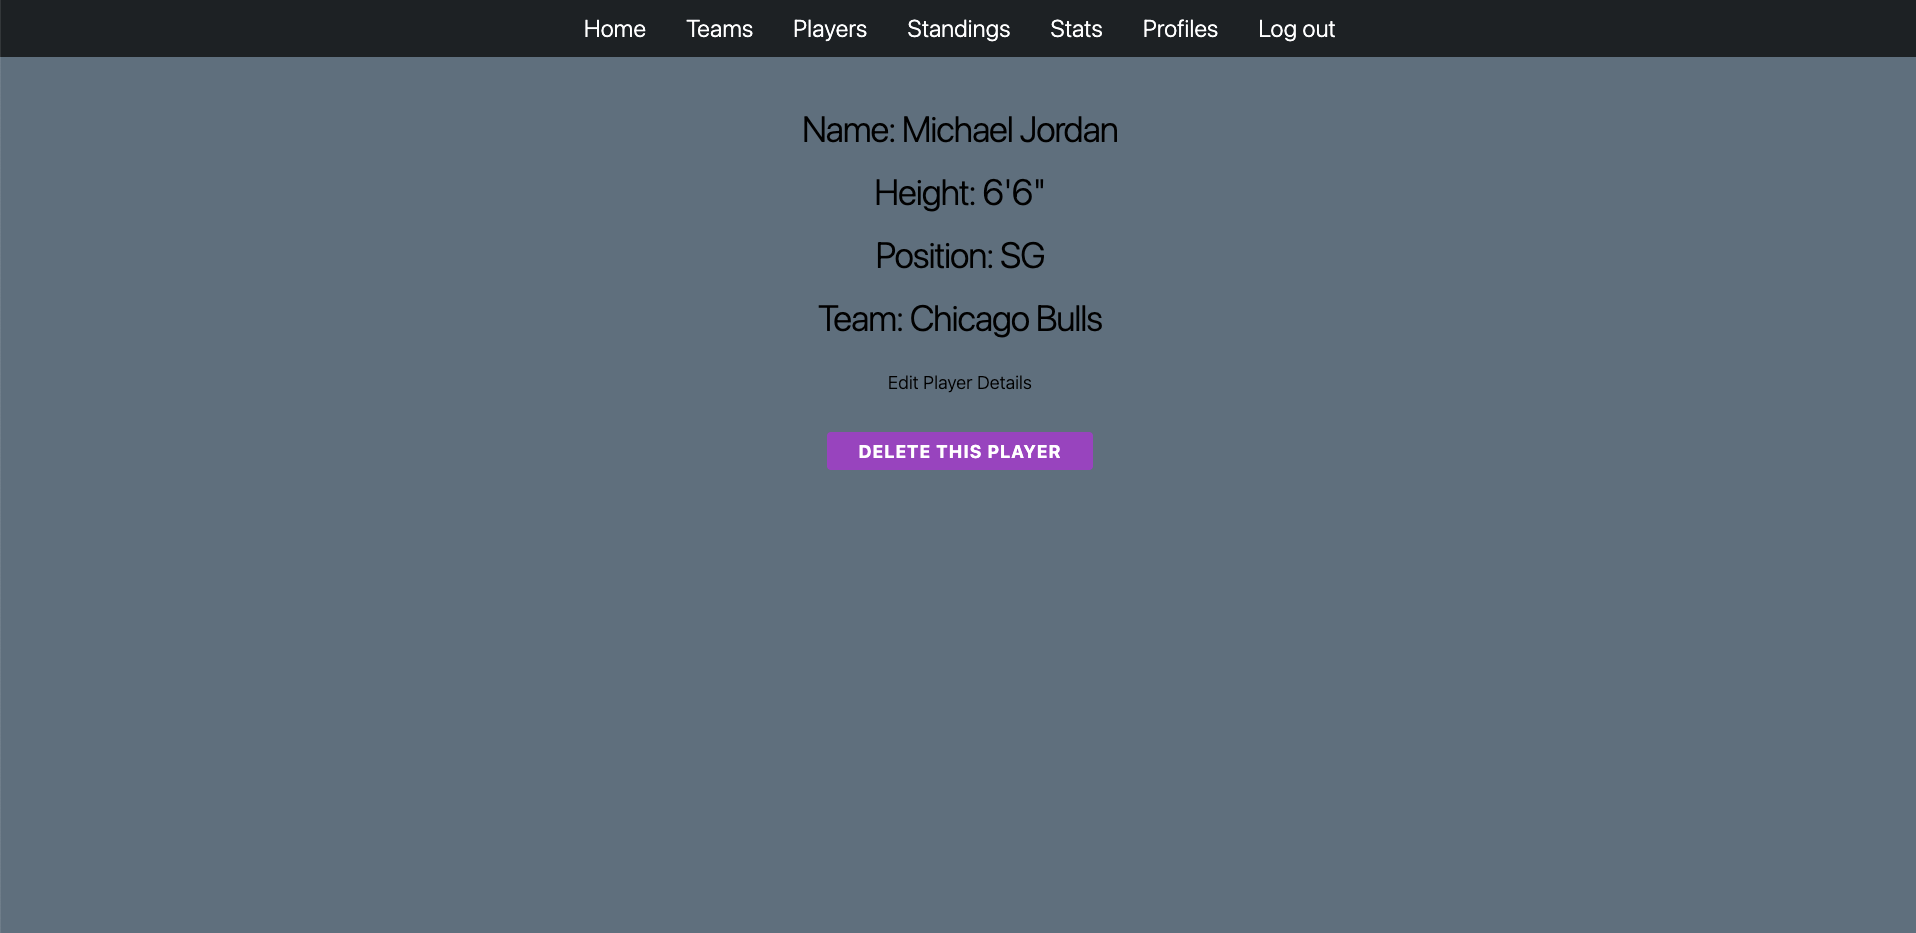 Home Teams Players Standings Stats Profiles Log out
Name: Michael Jordan
Height: 6'6"
Position: SG
Team: Chicago Bulls
Edit Player Details
DELETE THIS PLAYER